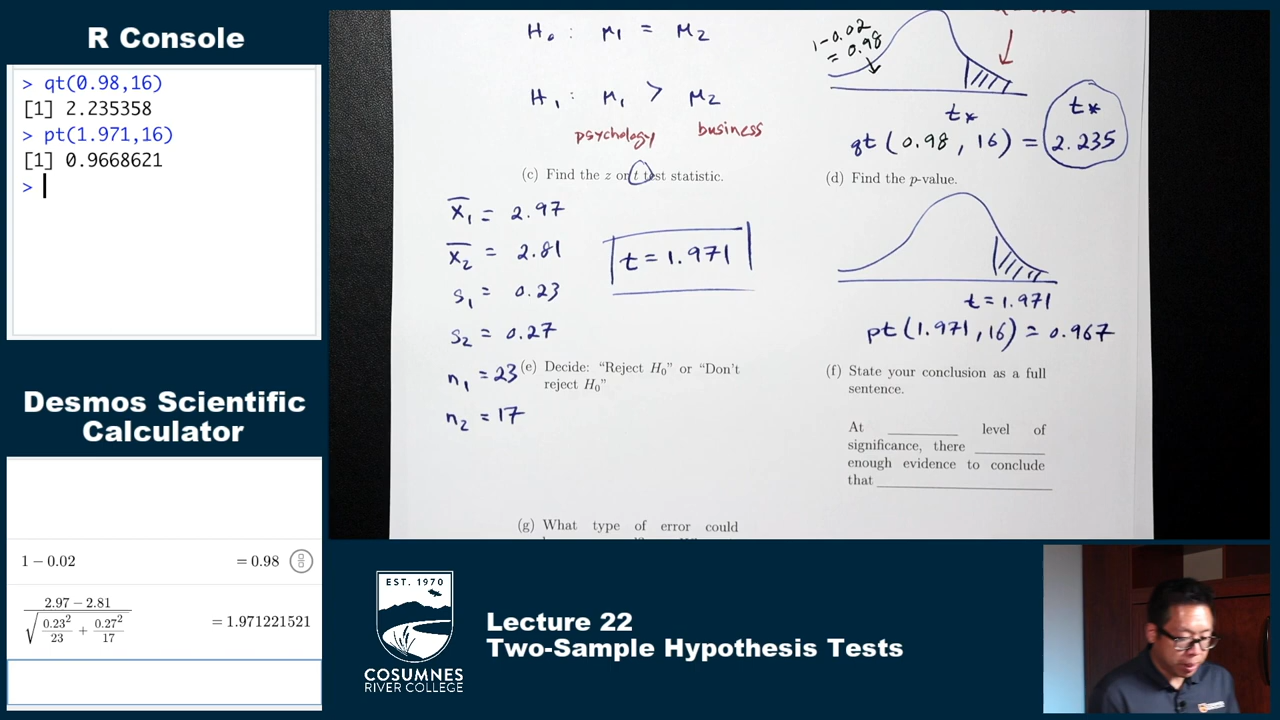 R Console
> qt(0.98,16)
[1] 2.235358
> pt(1.971,16)
[1] 0.9668621
>
Desmos Scientific
Calculator
1 − 0.02
= 0.98
2.97 − 2.81
√ 0.23² / 23 + 0.27² / 17
= 1.971221521
H₀ : μ₁ = μ₂
H₁ : μ₁ > μ₂
psychology business
1-0.02
= 0.98
t*
qt(0.98, 16) = 2.235
t*
(c) Find the z or t test statistic.
x̄₁ = 2.97
x̄₂ = 2.81
s₁ = 0.23
s₂ = 0.27
n₁ = 23
n₂ = 17
t = 1.971
(d) Find the p-value.
t = 1.971
pt(1.971, 16) = 0.967
(e) Decide: “Reject H₀” or “Don’t
reject H₀”
(f) State your conclusion as a full
sentence.
At ________ level of
significance, there ________
enough evidence to conclude
that ________
(g) What type of error could
EST. 1970
COSUMNES
RIVER COLLEGE
Lecture 22
Two-Sample Hypothesis Tests